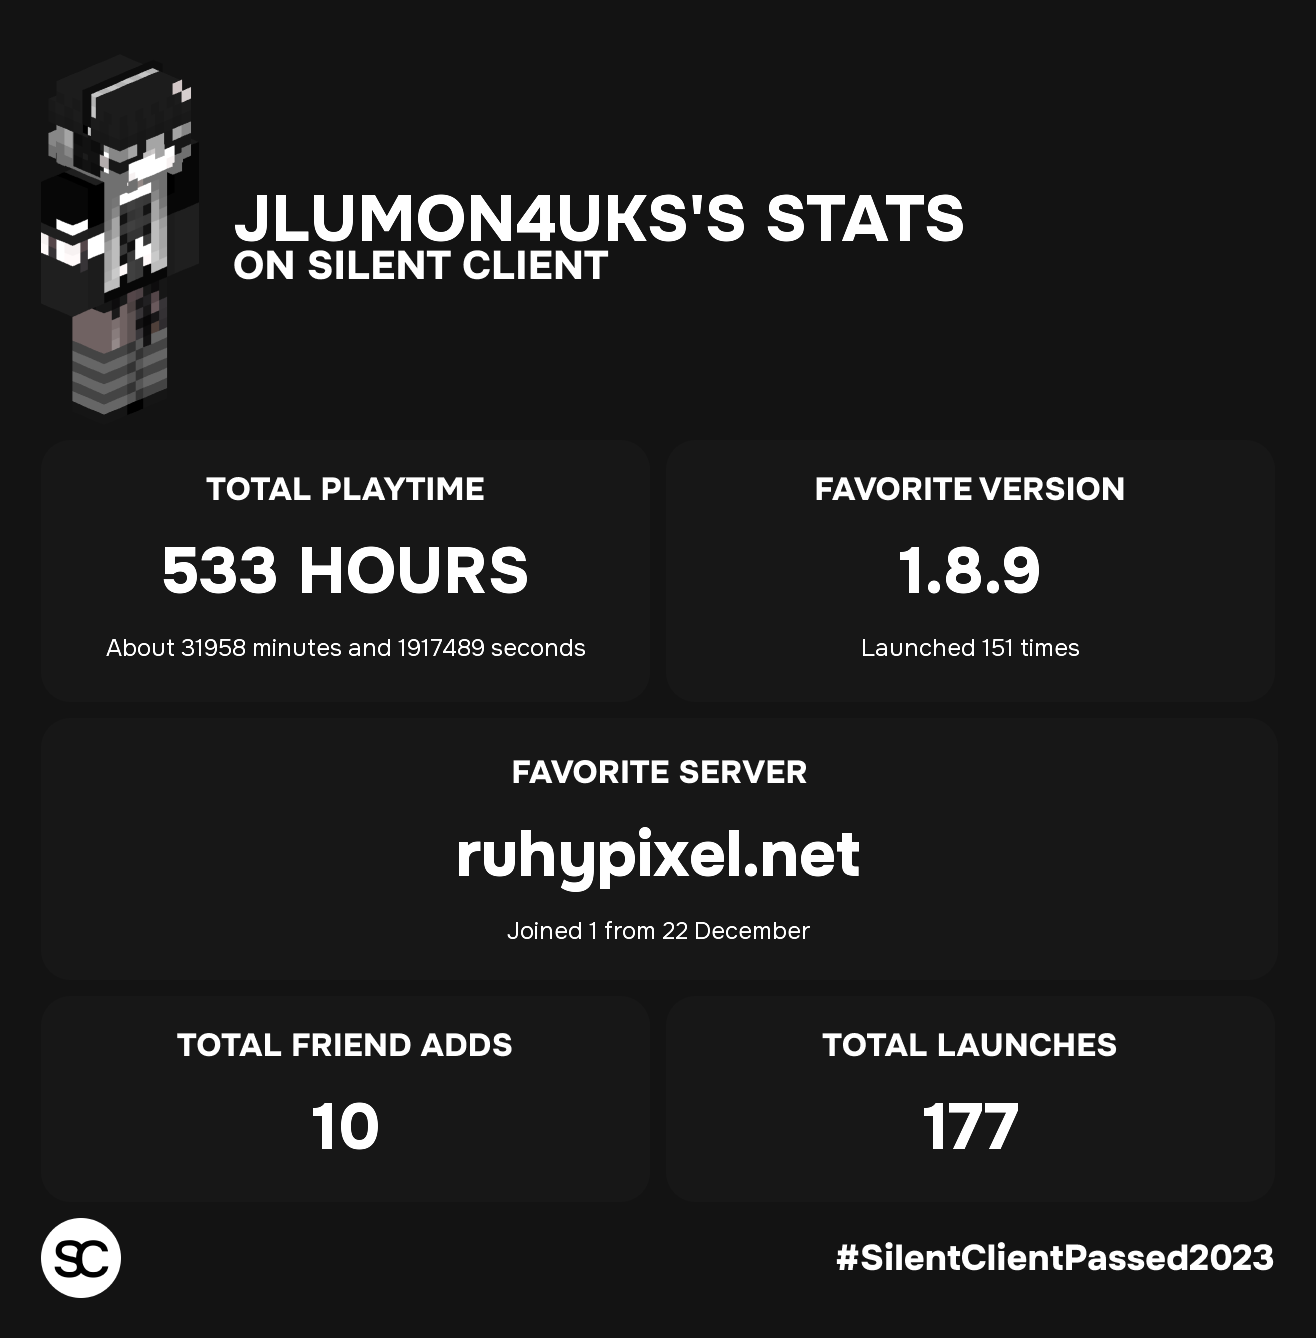 JLUMON4UKS'S STATS
ON SILENT CLIENT
TOTAL PLAYTIME
533 HOURS
About 31958 minutes and 1917489 seconds
FAVORITE VERSION
1.8.9
Launched 151 times
FAVORITE SERVER
ruhypixel.net
Joined 1 from 22 December
TOTAL FRIEND ADDS
10
TOTAL LAUNCHES
177
SC
#SilentClientPassed2023